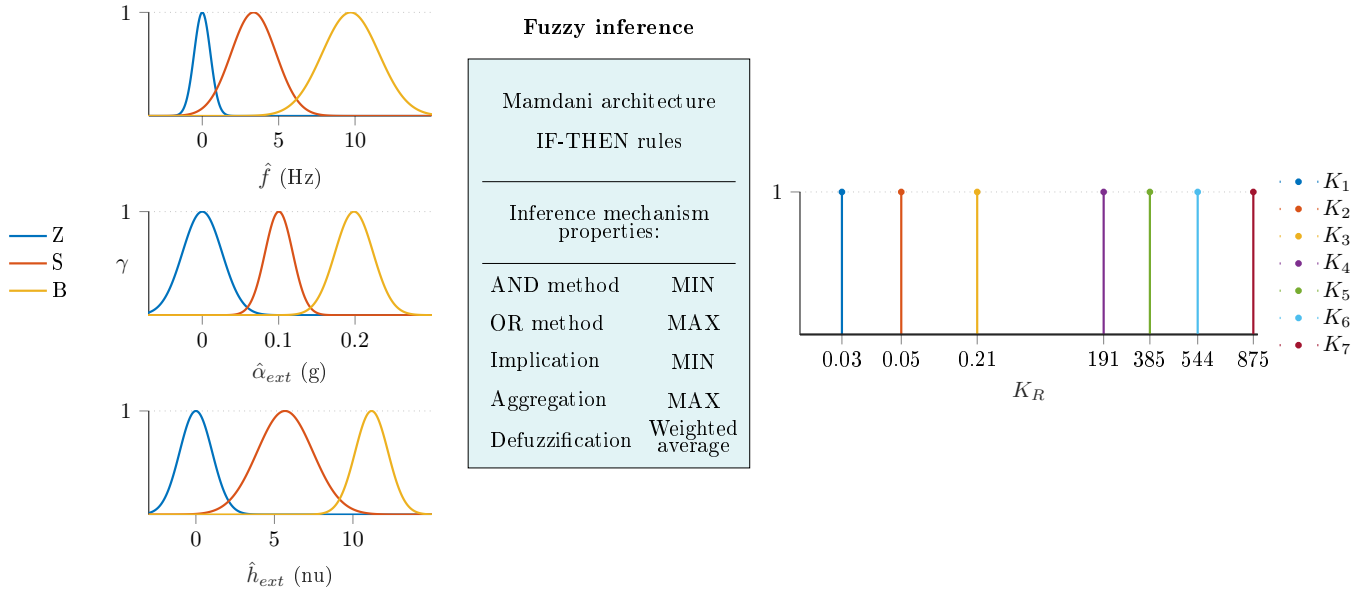 Z
S
B
1
0 5 10
f̂ (Hz)
1
γ
0 0.1 0.2
α̂_ext (g)
1
0 5 10
ĥ_ext (nu)
Fuzzy inference
Mamdani architecture
IF-THEN rules
Inference mechanism
properties:
AND method MIN
OR method MAX
Implication MIN
Aggregation MAX
Defuzzification Weighted
average
1
0.03 0.05 0.21 191 385 544 875
K_R
K_1
K_2
K_3
K_4
K_5
K_6
K_7